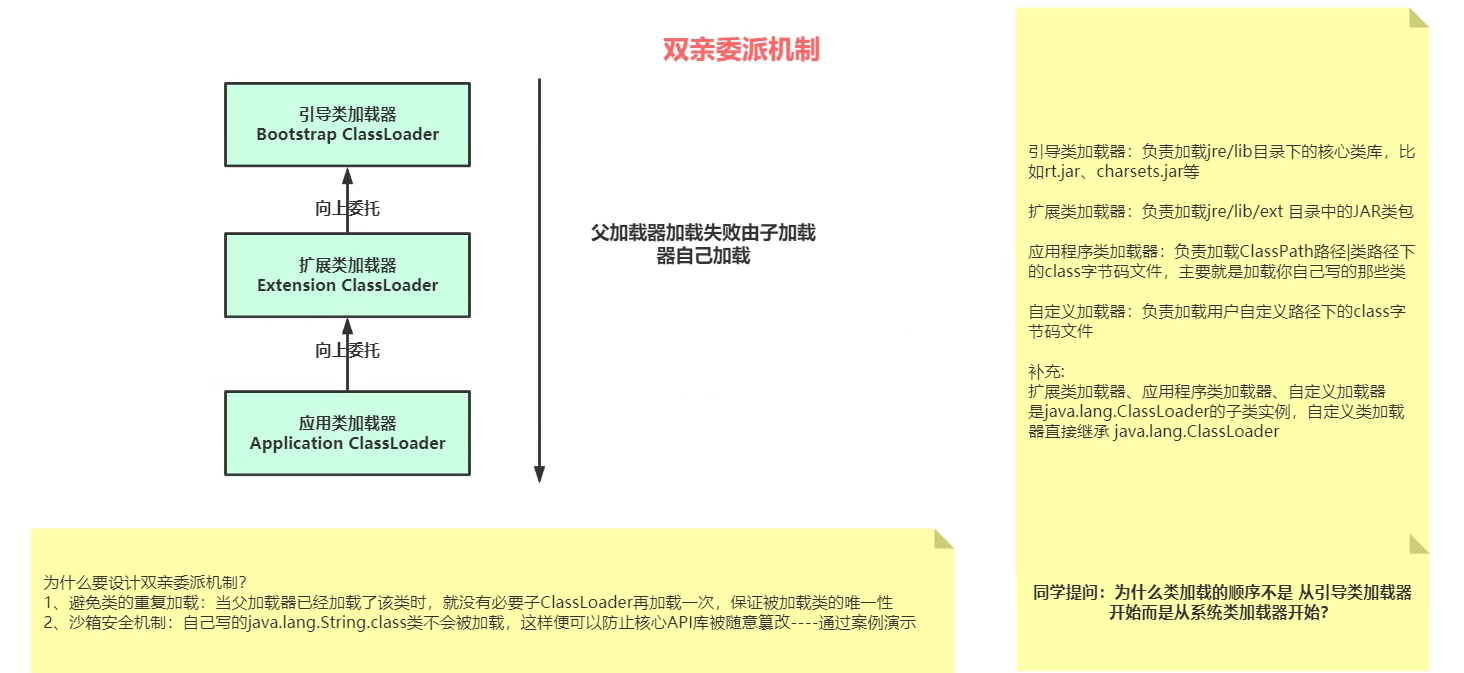 双亲委派机制
引导类加载器
Bootstrap ClassLoader
向上委托
扩展类加载器
Extension ClassLoader
向上委托
应用类加载器
Application ClassLoader
父加载器加载失败由子加载
器自己加载
引导类加载器：负责加载jre/lib目录下的核心类库，比
如rt.jar、charsets.jar等
扩展类加载器：负责加载jre/lib/ext 目录中的JAR类包
应用程序类加载器：负责加载ClassPath路径|类路径下
的class字节码文件，主要就是加载你自己写的那些类
自定义加载器：负责加载用户自定义路径下的class字
节码文件
补充:
扩展类加载器、应用程序类加载器、自定义加载器
是java.lang.ClassLoader的子类实例，自定义类加载
器直接继承 java.lang.ClassLoader
为什么要设计双亲委派机制？
1、避免类的重复加载：当父加载器已经加载了该类时，就没有必要子ClassLoader再加载一次，保证被加载类的唯一性
2、沙箱安全机制：自己写的java.lang.String.class类不会被加载，这样便可以防止核心API库被随意篡改----通过案例演示
同学提问：为什么类加载的顺序不是 从引导类加载器
开始而是从系统类加载器开始？